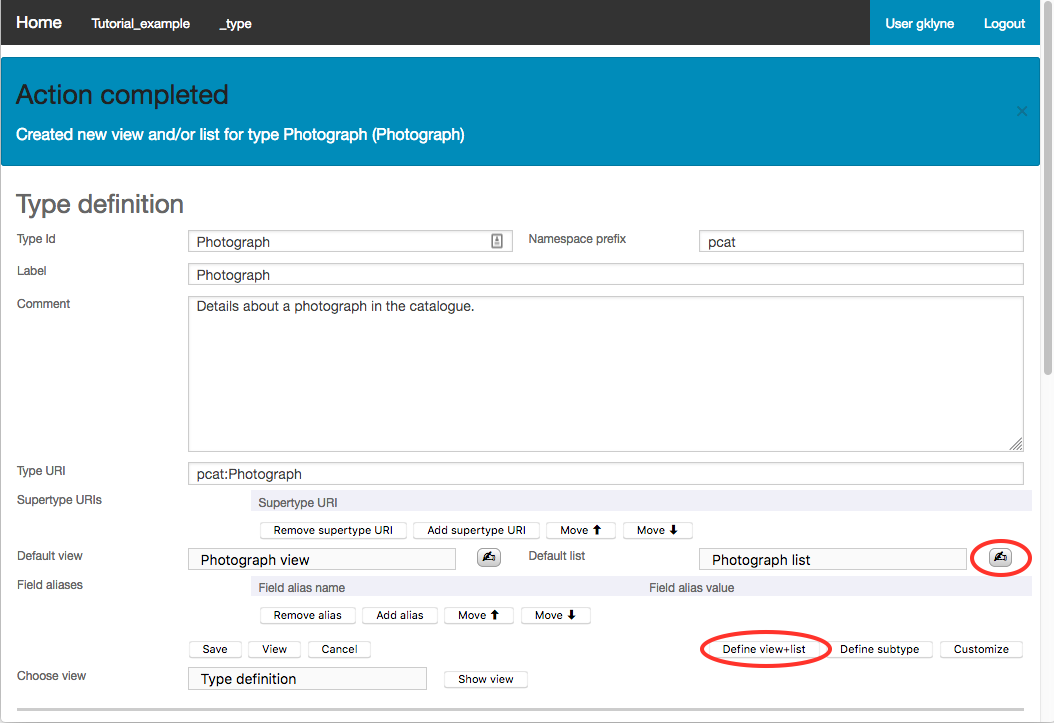 Home Tutorial_example _type User gklyne Logout
Action completed
×
Created new view and/or list for type Photograph (Photograph)
Type definition
Type Id Photograph Namespace prefix pcat
Label Photograph
Comment Details about a photograph in the catalogue.
Type URI pcat:Photograph
Supertype URIs Supertype URI
Remove supertype URI Add supertype URI Move ⬆ Move ⬇
Default view Photograph view Default list Photograph list
Field aliases Field alias name Field alias value
Remove alias Add alias Move ⬆ Move ⬇
Save View Cancel Define view+list Define subtype Customize
Choose view Type definition Show view